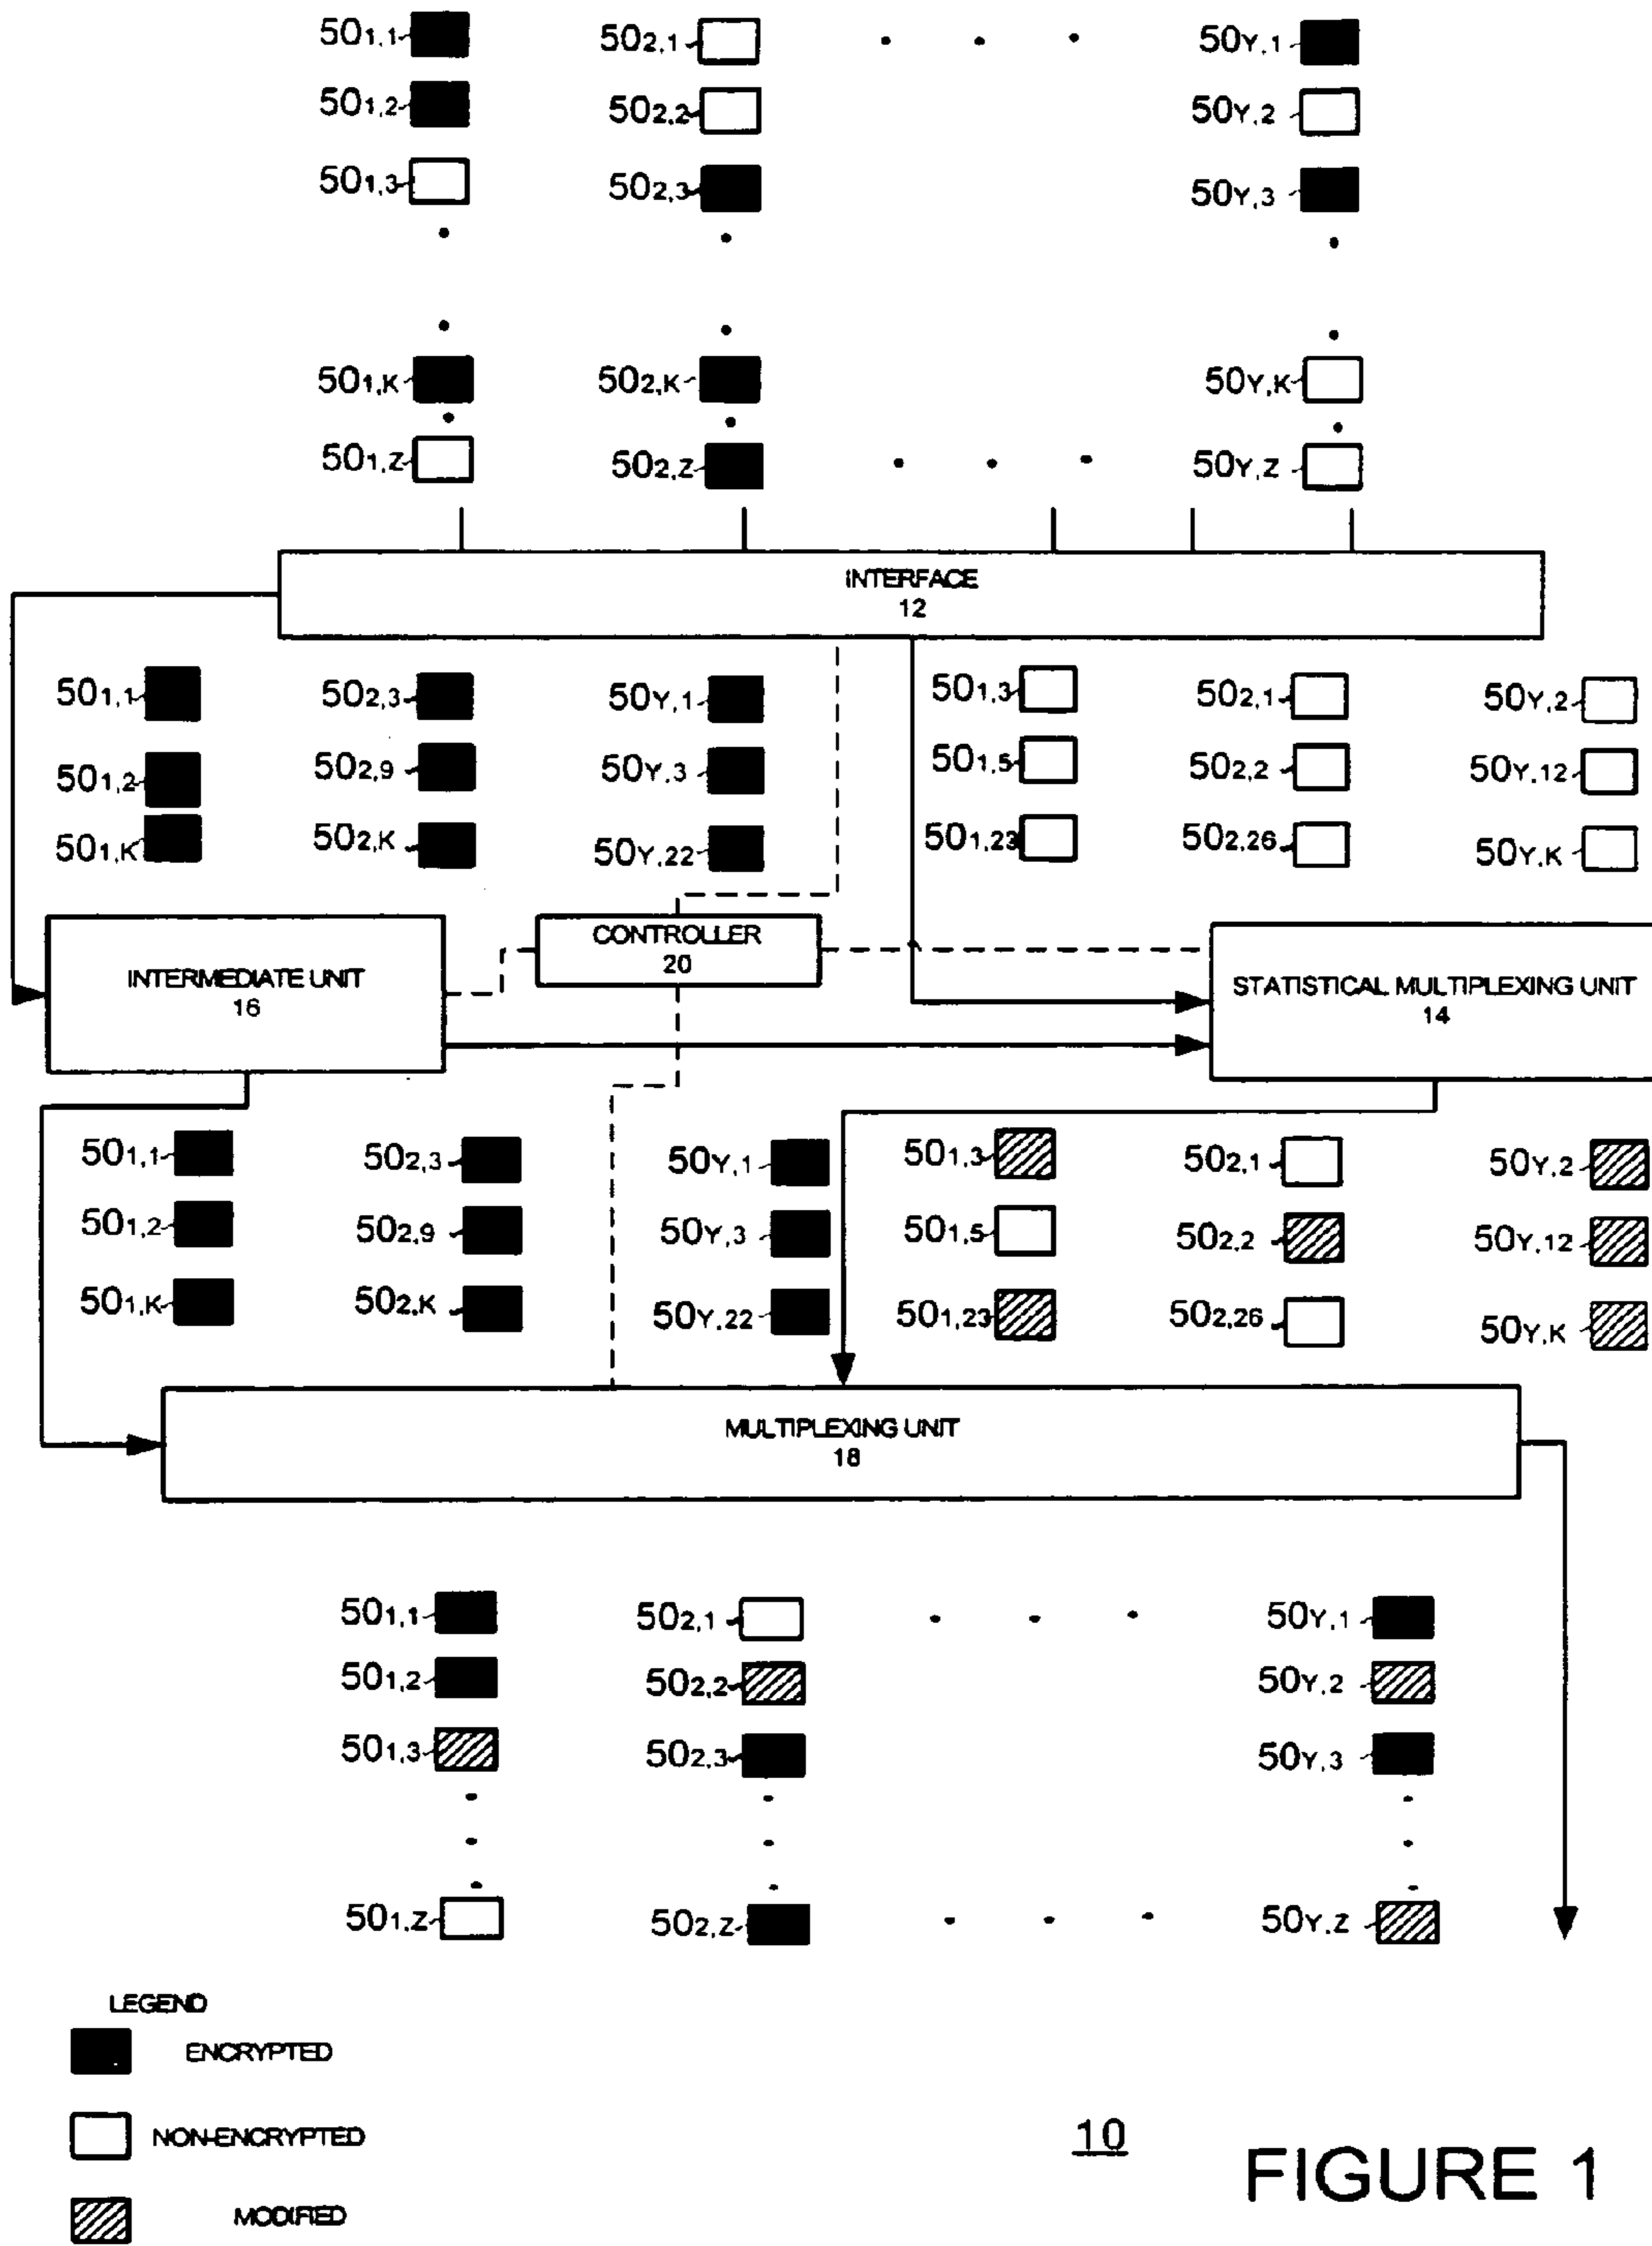 501,1 502,1 50Y,1
501,2 502,2 50Y,2
501,3 502,3 50Y,3
501,K 502,K 50Y,K
501,Z 502,Z 50Y,Z
INTERFACE
12
501,1 502,3 50Y,1 501,3 502,1 50Y,2
501,2 502,9 50Y,3 501,5 502,2 50Y,12
501,K 502,K 50Y,22 501,23 502,26 50Y,K
INTERMEDIATE UNIT
16
CONTROLLER
20
STATISTICAL MULTIPLEXING UNIT
14
501,1 502,3 50Y,1 501,3 502,1 50Y,2
501,2 502,9 50Y,3 501,5 502,2 50Y,12
501,K 502,K 50Y,22 501,23 502,26 50Y,K
MULTIPLEXING UNIT
18
501,1 502,1 50Y,1
501,2 502,2 50Y,2
501,3 502,3 50Y,3
501,Z 502,Z 50Y,Z
LEGEND
ENCRYPTED
NON-ENCRYPTED
MODIFIED
10
FIGURE 1